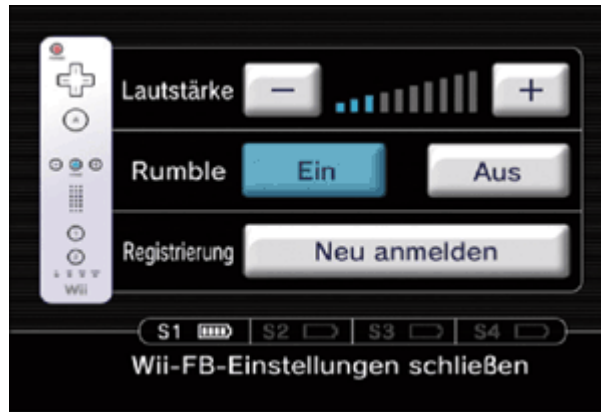 Lautstärke − +
Rumble Ein Aus
Registrierung Neu anmelden
Wii
S1 S2 S3 S4
Wii-FB-Einstellungen schließen